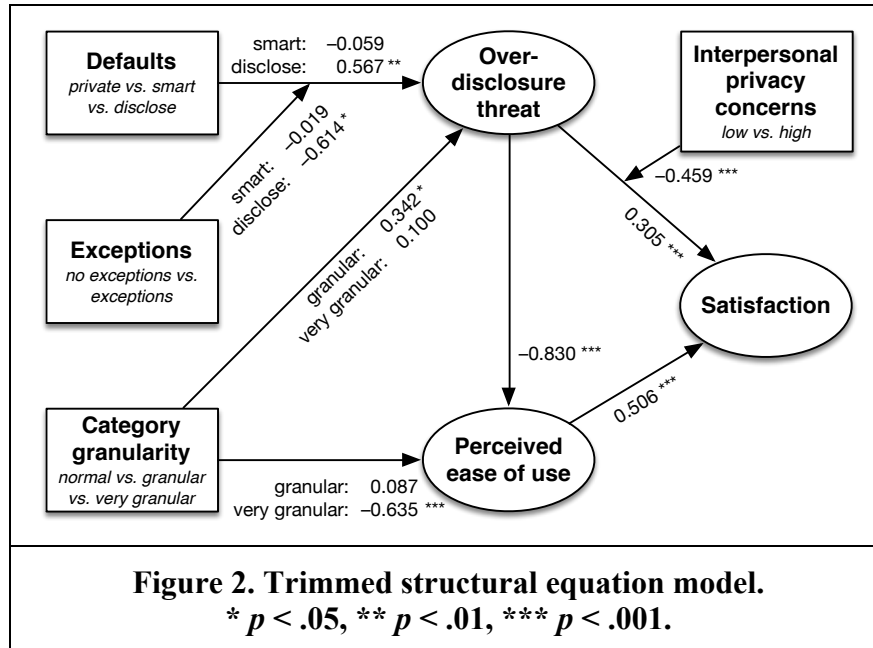 Defaults
private vs. smart
vs. disclose
smart: –0.059
disclose: 0.567 **
Over-
disclosure
threat
Interpersonal
privacy
concerns
low vs. high
smart: –0.019
disclose: –0.614 *
–0.459 ***
0.305 ***
Exceptions
no exceptions vs.
exceptions
granular: 0.342 *
very granular: 0.100
Satisfaction
–0.830 ***
0.506 ***
Category
granularity
normal vs. granular
vs. very granular
Perceived
ease of use
granular: 0.087
very granular: –0.635 ***
Figure 2. Trimmed structural equation model.
* p < .05, ** p < .01, *** p < .001.